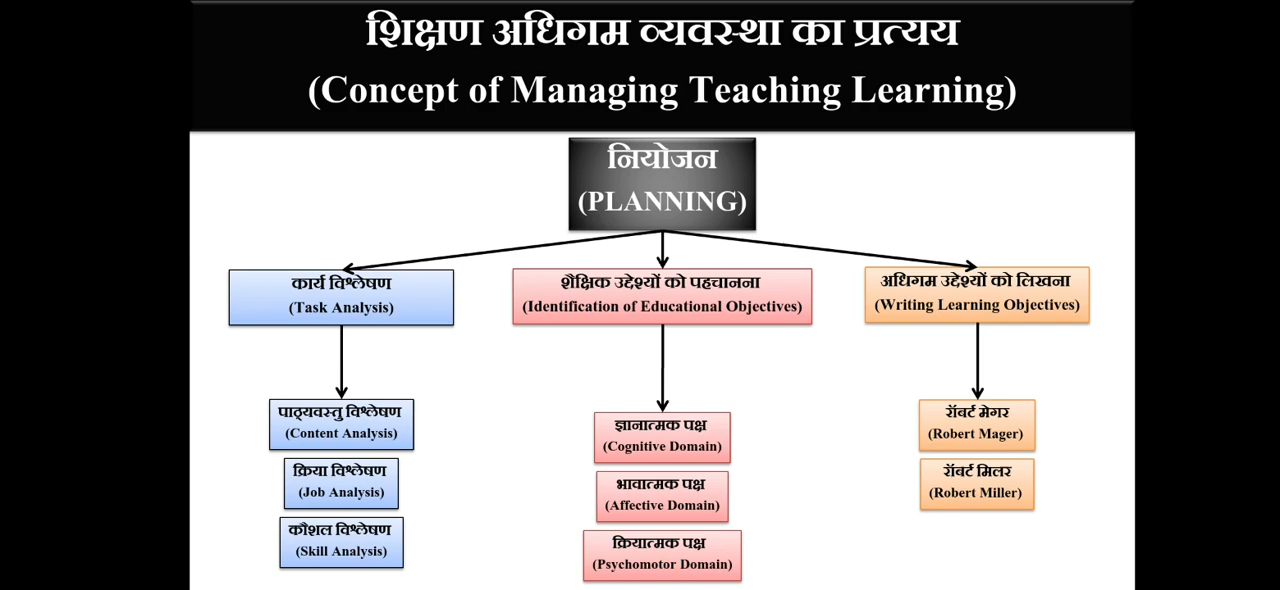 शिक्षण अधिगम व्यवस्था का प्रत्यय
(Concept of Managing Teaching Learning)
नियोजन
(PLANNING)
कार्य विश्लेषण
(Task Analysis)
पाठ्यवस्तु विश्लेषण
(Content Analysis)
क्रिया विश्लेषण
(Job Analysis)
कौशल विश्लेषण
(Skill Analysis)
शैक्षिक उद्देश्यों को पहचानना
(Identification of Educational Objectives)
ज्ञानात्मक पक्ष
(Cognitive Domain)
भावात्मक पक्ष
(Affective Domain)
क्रियात्मक पक्ष
(Psychomotor Domain)
अधिगम उद्देश्यों को लिखना
(Writing Learning Objectives)
रॉबर्ट मेगर
(Robert Mager)
रॉबर्ट मिलर
(Robert Miller)